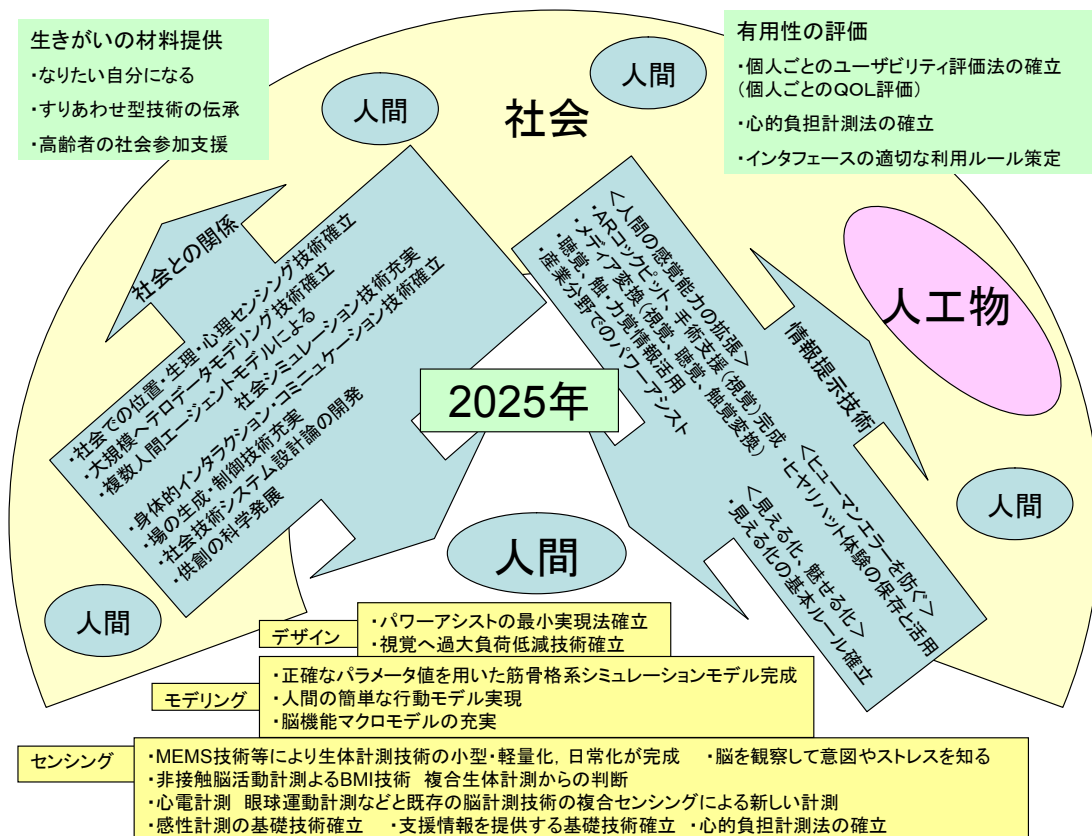 生きがいの材料提供
・なりたい自分になる
・すりあわせ型技術の伝承
・高齢者の社会参加支援
有用性の評価
・個人ごとのユーザビリティ評価法の確立
（個人ごとのQOL評価）
・心的負担計測法の確立
・インタフェースの適切な利用ルール策定
人間
人間
社会
社会との関係
・社会での位置・生理・心理センシング技術確立
・大規模ヘテロデータモデリング技術確立
・複数人間エージェントモデルによる
社会シミュレーション技術充実
・身体的インタラクション・コミュニケーション技術確立
・場の生成・制御技術充実
・社会技術システム設計論の開発
・供創の科学発展
＜人間の感覚能力の拡張＞
・ARコックピット、手術支援（視覚）完成
・メディア変換（視覚、聴覚、触覚変換）
・聴覚、触・力覚情報活用
・産業分野でのパワーアシスト
情報提示技術
＜ヒューマンエラーを防ぐ＞
・ヒヤリハット体験の保存と活用
＜見える化、魅せる化＞
・見える化の基本ルール確立
人工物
2025年
人間
人間
人間
デザイン
・パワーアシストの最小実現法確立
・視覚へ過大負荷低減技術確立
モデリング
・正確なパラメータ値を用いた筋骨格系シミュレーションモデル完成
・人間の簡単な行動モデル実現
・脳機能マクロモデルの充実
センシング
・MEMS技術等により生体計測技術の小型・軽量化，日常化が完成　・脳を観察して意図やストレスを知る
・非接触脳活動計測よるBMI技術　複合生体計測からの判断
・心電計測　眼球運動計測などと既存の脳計測技術の複合センシングによる新しい計測
・感性計測の基礎技術確立　・支援情報を提供する基礎技術確立　・心的負担計測法の確立